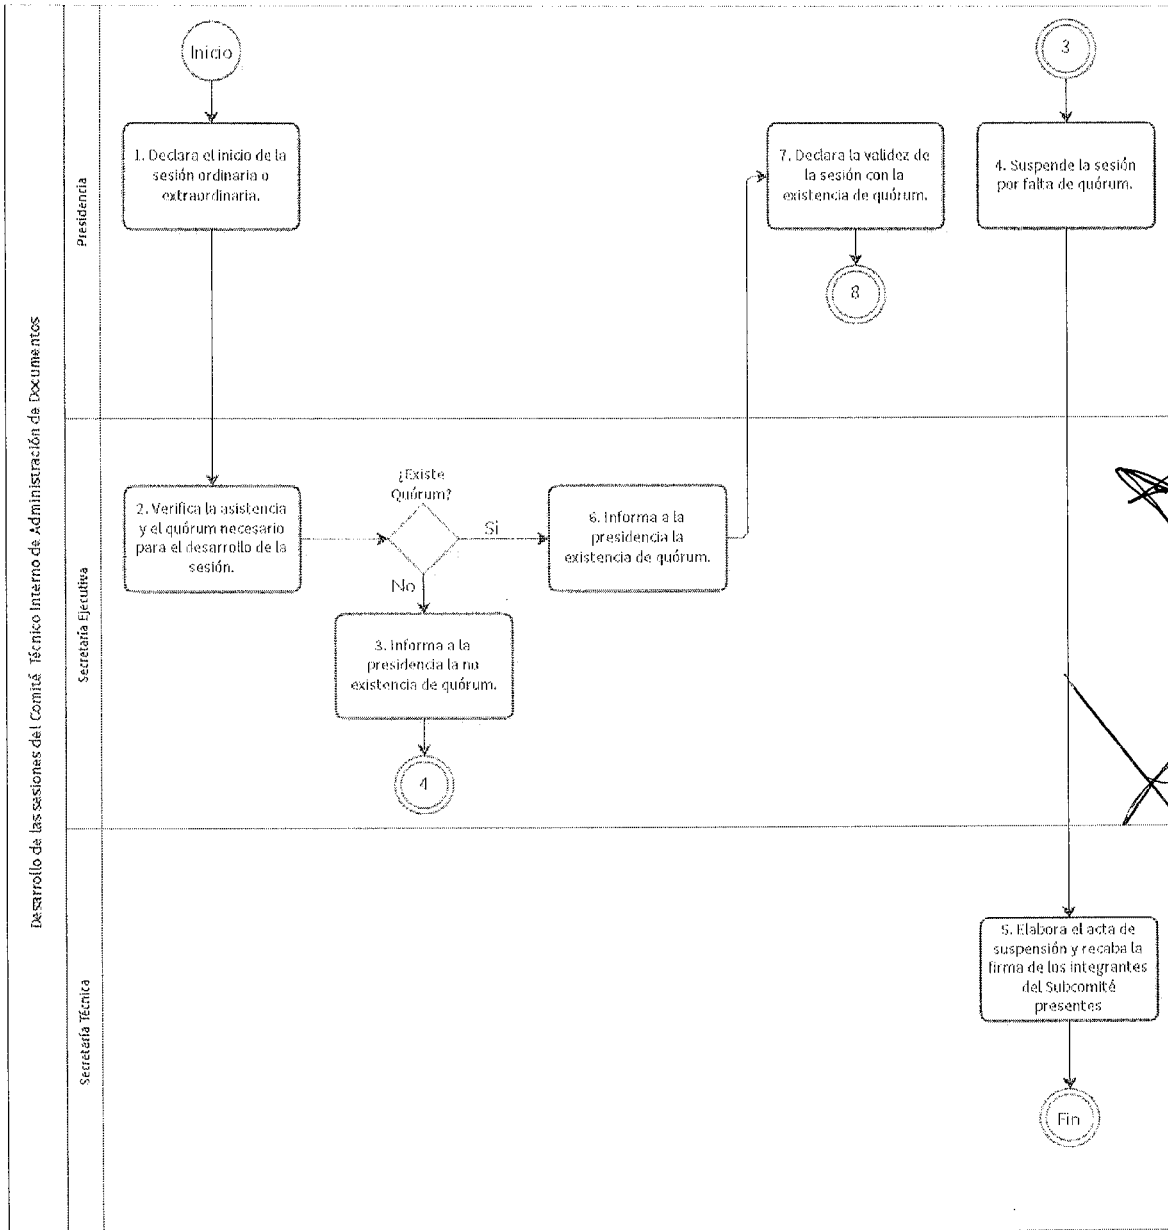 Desarrollo de las sesiones del Comité Técnico Interno de Administración de Documentos
Presidencia
Inicio
1. Declara el inicio de la
sesión ordinaria o
extraordinaria.
7. Declara la validez de
la sesión con la
existencia de quórum.
8
3
4. Suspende la sesión
por falta de quórum.
Secretaría Ejecutiva
2. Verifica la asistencia
y el quórum necesario
para el desarrollo de la
sesión.
¿Existe
Quórum?
Si
No
6. Informa a la
presidencia la
existencia de quórum.
3. Informa a la
presidencia la no
existencia de quórum.
4
Secretaría Técnica
5. Elabora el acta de
suspensión y recaba la
firma de los integrantes
del Subcomité
presentes
Fin